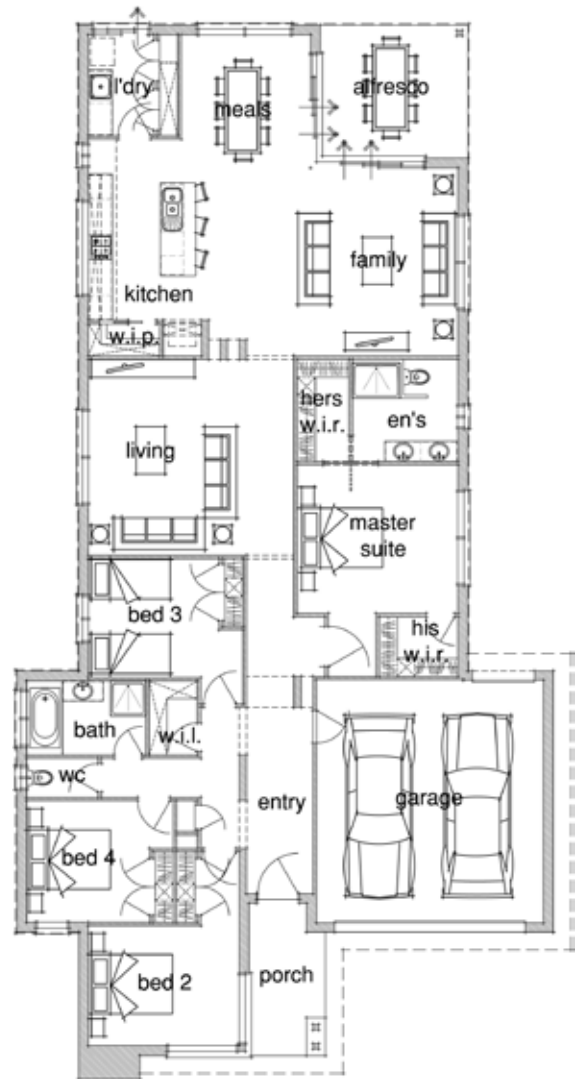 l'dry
meals
alfresco
family
kitchen
w.i.p.
hers
w.i.r.
en's
living
master
suite
bed 3
his
w.i.r.
bath
w.i.l.
wc
entry
garage
bed 4
bed 2
porch